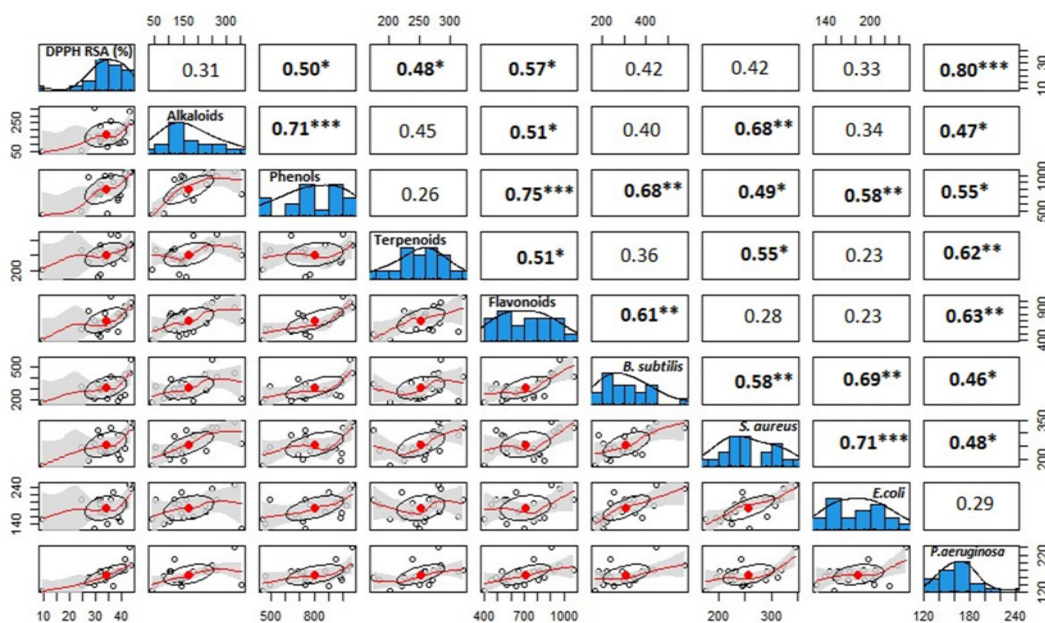 50 150 300 200 250 300 200 400 140 200
DPPH RSA (%) 0.31 0.50* 0.48* 0.57* 0.42 0.42 0.33 0.80*** 10 30
50 250 Alkaloids 0.71*** 0.45 0.51* 0.40 0.68** 0.34 0.47*
Phenols 0.26 0.75*** 0.68** 0.49* 0.58** 0.55* 500 1000
200 Terpenoids 0.51* 0.36 0.55* 0.23 0.62**
Flavonoids 0.61** 0.28 0.23 0.63** 400 900
200 500 B. subtilis 0.58** 0.69** 0.46*
S. aureus 0.71*** 0.48* 200 350
140 240 E.coli 0.29
P.aeruginosa 120 220
10 20 30 40 500 800 400 700 1000 200 300 120 160 200 240